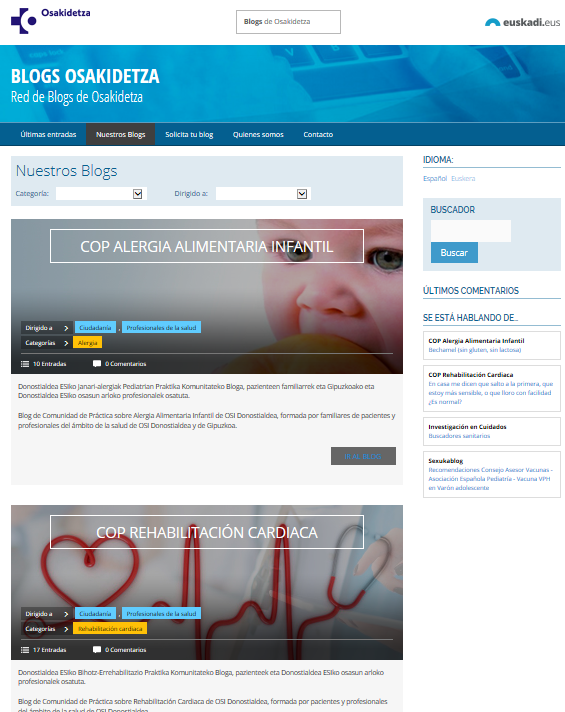 Osakidetza
Blogs de Osakidetza
euskadi.eus
BLOGS OSAKIDETZA
Red de Blogs de Osakidetza
Últimas entradas
Nuestros Blogs
Solicita tu blog
Quienes somos
Contacto
Nuestros Blogs
Categoría:
Dirigido a:
COP ALERGIA ALIMENTARIA INFANTIL
Dirigido a
Ciudadanía , Profesionales de la salud
Categorías
Alergia
10 Entradas
0 Comentarios
Donostialdea ESIko Janari-alergiak Pediatrian Praktika Komunitateko Bloga, pazienteen familiarrek eta Gipuzkoako eta
Donostialdea ESIko osasun arloko profesionalek osatuta.
Blog de Comunidad de Práctica sobre Alergia Alimentaria Infantil de OSI Donostialdea, formada por familiares de pacientes y
profesionales del ámbito de la salud de OSI Donostialdea y de Gipuzkoa.
IR AL BLOG
COP REHABILITACIÓN CARDIACA
Dirigido a
Ciudadanía , Profesionales de la salud
Categorías
Rehabilitación cardiaca
17 Entradas
0 Comentarios
Donostialdea ESIko Bihotz-Errehabilitazio Praktika Komunitateko Bloga, pazienteek eta Donostialdea ESIko osasun arloko
profesionalek osatuta.
Blog de Comunidad de Práctica sobre Rehabilitación Cardiaca de OSI Donostialdea, formada por pacientes y profesionales
del ámbito de la salud de OSI Donostialdea.
IDIOMA:
Español Euskera
BUSCADOR
Buscar
ÚLTIMOS COMENTARIOS
SE ESTÁ HABLANDO DE...
COP Alergia Alimentaria Infantil
Bechamel (sin gluten, sin lactosa)
COP Rehabilitación Cardiaca
En casa me dicen que salto a la primera, que
estoy más sensible, o que lloro con facilidad
¿Es normal?
Investigación en Cuidados
Buscadores sanitarios
Sexukablog
Recomendaciones Consejo Asesor Vacunas -
Asociación Española Pediatría - Vacuna VPH
en Varón adolescente